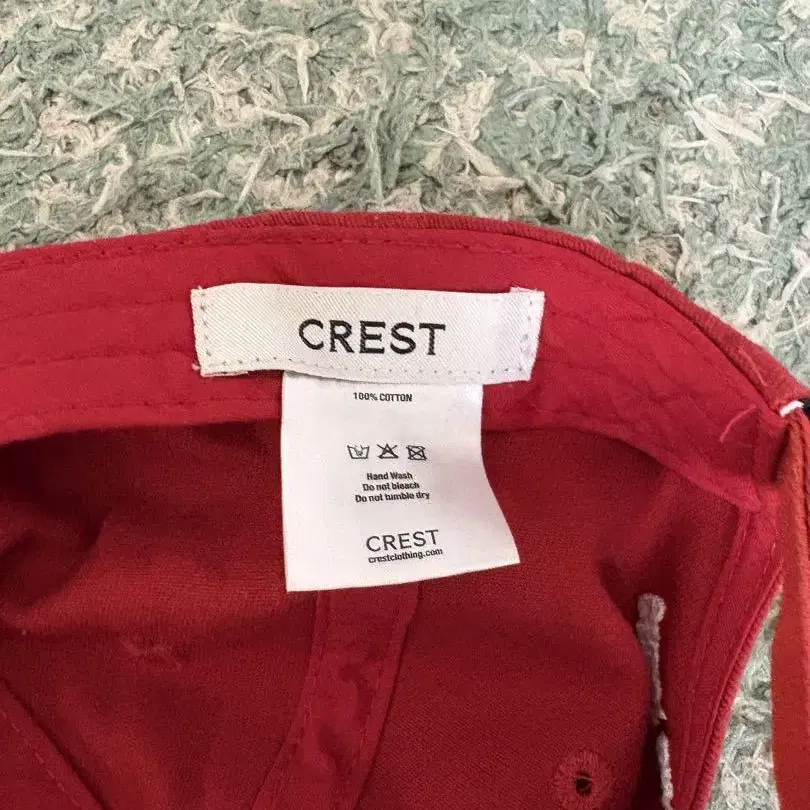 CREST
100% COTTON
Hand Wash
Do not bleach
Do not tumble dry
CREST
crestclothing.com